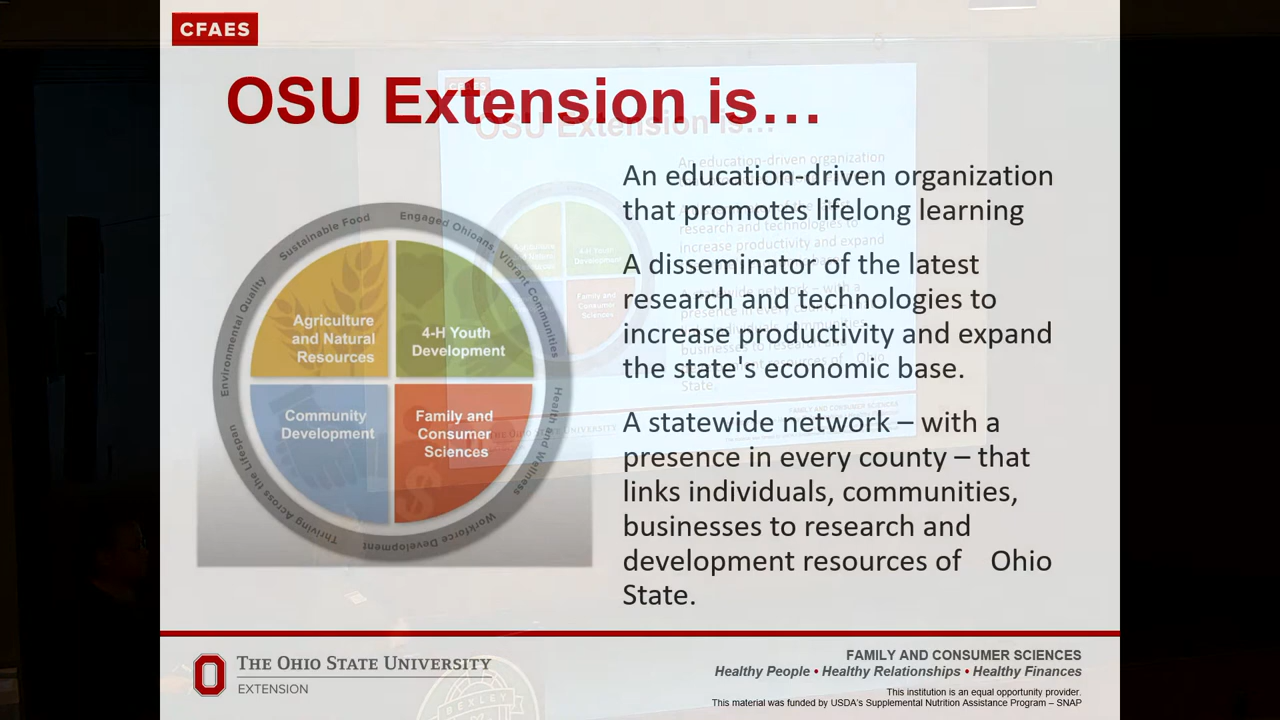 CFAES
OSU Extension is…
An education-driven organization
that promotes lifelong learning
A disseminator of the latest
research and technologies to
increase productivity and expand
the state's economic base.
A statewide network – with a
presence in every county – that
links individuals, communities,
businesses to research and
development resources of    Ohio
State.
Sustainable Food
Engaged Ohioans, Vibrant Communities
Health and Wellness
Workforce Development
Thriving Across the Lifespan
Environmental Quality
Agriculture
and Natural
Resources
4-H Youth
Development
Community
Development
Family and
Consumer
Sciences
THE OHIO STATE UNIVERSITY
EXTENSION
BEXLEY
FAMILY AND CONSUMER SCIENCES
Healthy People • Healthy Relationships • Healthy Finances
This institution is an equal opportunity provider.
This material was funded by USDA's Supplemental Nutrition Assistance Program – SNAP